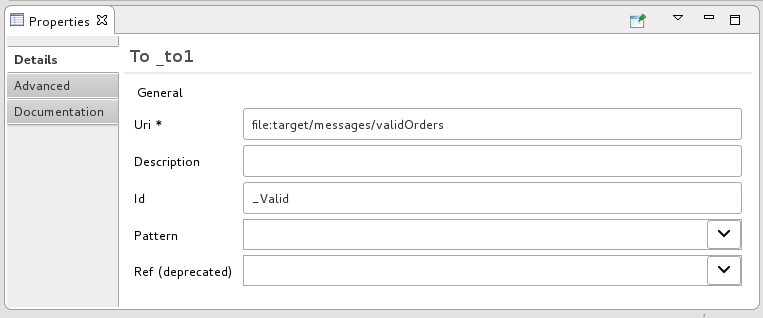 Properties
Details
Advanced
Documentation
To _to1
General
Uri *
file:target/messages/validOrders
Description
Id
_Valid
Pattern
Ref (deprecated)